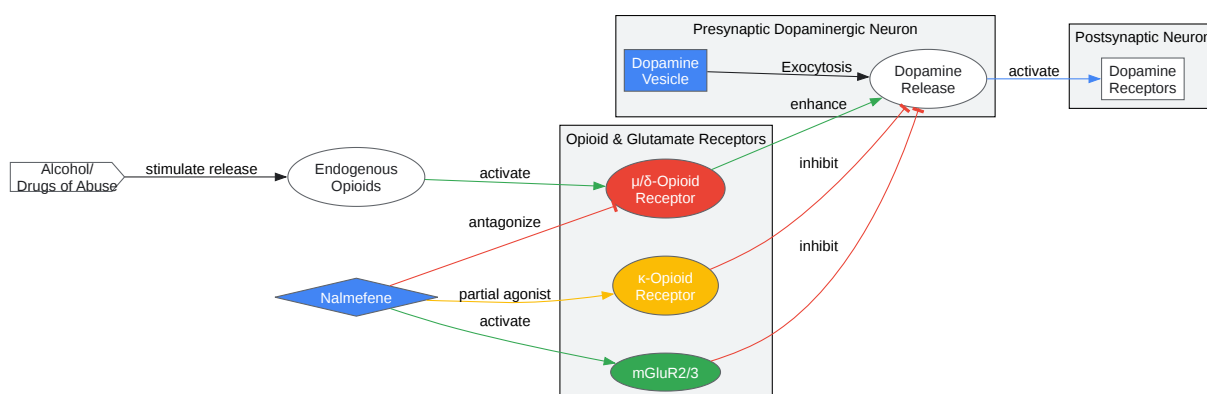 Presynaptic Dopaminergic Neuron
Postsynaptic Neuron
Dopamine
Vesicle
Exocytosis
Dopamine
Release
activate
Dopamine
Receptors
enhance
Opioid & Glutamate Receptors
Alcohol/
Drugs of Abuse
stimulate release
Endogenous
Opioids
activate
μ/δ-Opioid
Receptor
inhibit
antagonize
inhibit
κ-Opioid
Receptor
Nalmefene
partial agonist
activate
mGluR2/3